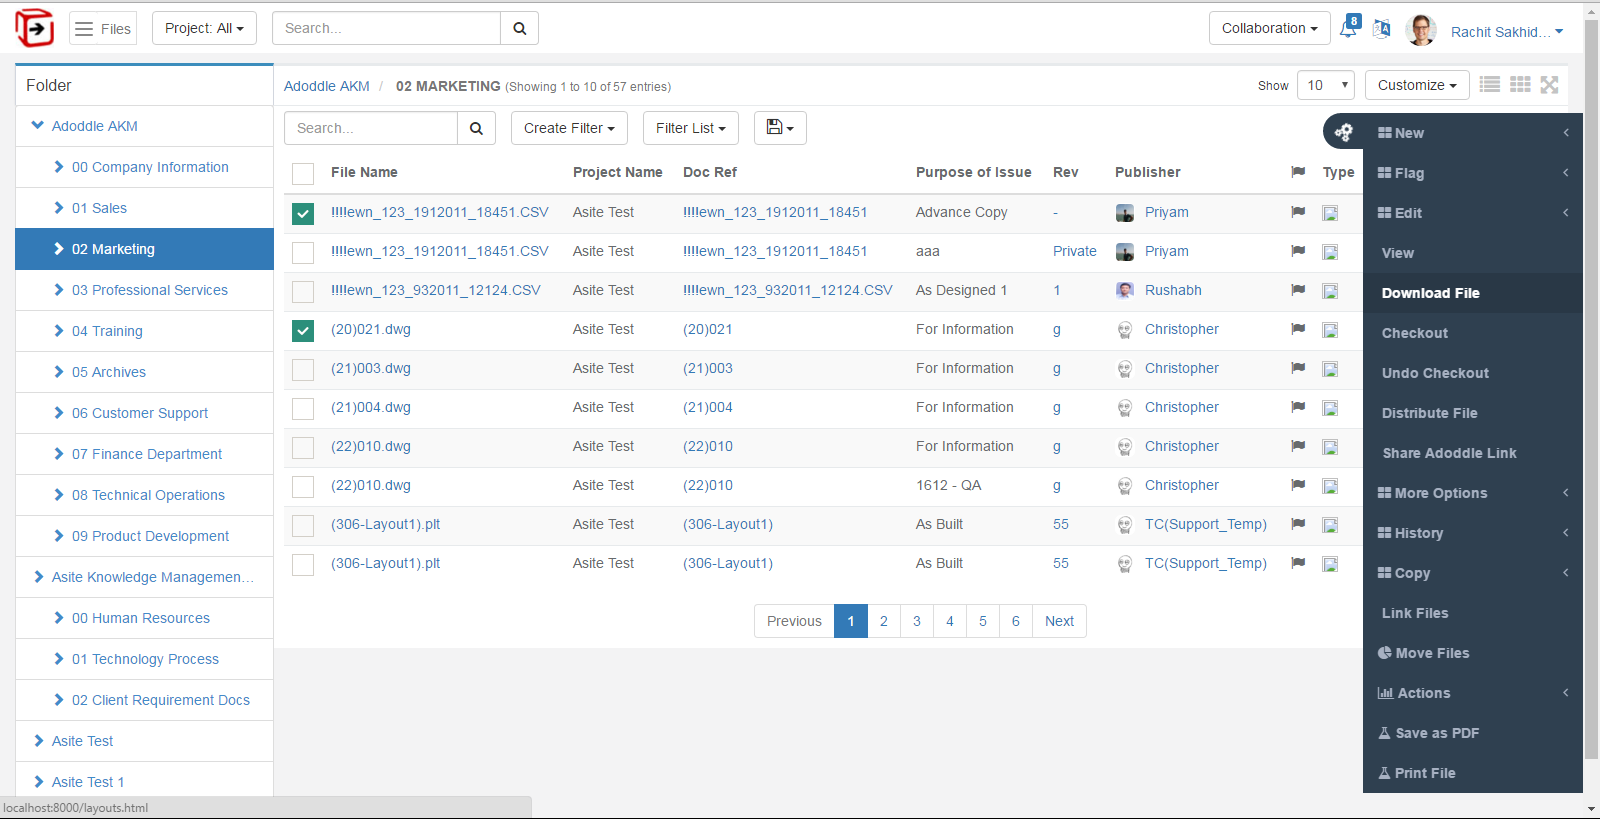 Files Project: All Search... Collaboration 8 Rachit Sakhid...
Folder
Adoddle AKM
00 Company Information
01 Sales
02 Marketing
03 Professional Services
04 Training
05 Archives
06 Customer Support
07 Finance Department
08 Technical Operations
09 Product Development
Asite Knowledge Managemen...
00 Human Resources
01 Technology Process
02 Client Requirement Docs
Asite Test
Asite Test 1
localhost:8000/layouts.html
Adoddle AKM / 02 MARKETING (Showing 1 to 10 of 57 entries) Show 10 Customize
Search... Create Filter Filter List
File Name Project Name Doc Ref Purpose of Issue Rev Publisher Type
!!!!ewn_123_1912011_18451.CSV Asite Test !!!!ewn_123_1912011_18451 Advance Copy - Priyam
!!!!ewn_123_1912011_18451.CSV Asite Test !!!!ewn_123_1912011_18451 aaa Private Priyam
!!!!ewn_123_932011_12124.CSV Asite Test !!!!ewn_123_932011_12124.CSV As Designed 1 1 Rushabh
(20)021.dwg Asite Test (20)021 For Information g Christopher
(21)003.dwg Asite Test (21)003 For Information g Christopher
(21)004.dwg Asite Test (21)004 For Information g Christopher
(22)010.dwg Asite Test (22)010 For Information g Christopher
(22)010.dwg Asite Test (22)010 1612 - QA g Christopher
(306-Layout1).plt Asite Test (306-Layout1) As Built 55 TC(Support_Temp)
(306-Layout1).plt Asite Test (306-Layout1) As Built 55 TC(Support_Temp)
Previous 1 2 3 4 5 6 Next
New
Flag
Edit
View
Download File
Checkout
Undo Checkout
Distribute File
Share Adoddle Link
More Options
History
Copy
Link Files
Move Files
Actions
Save as PDF
Print File